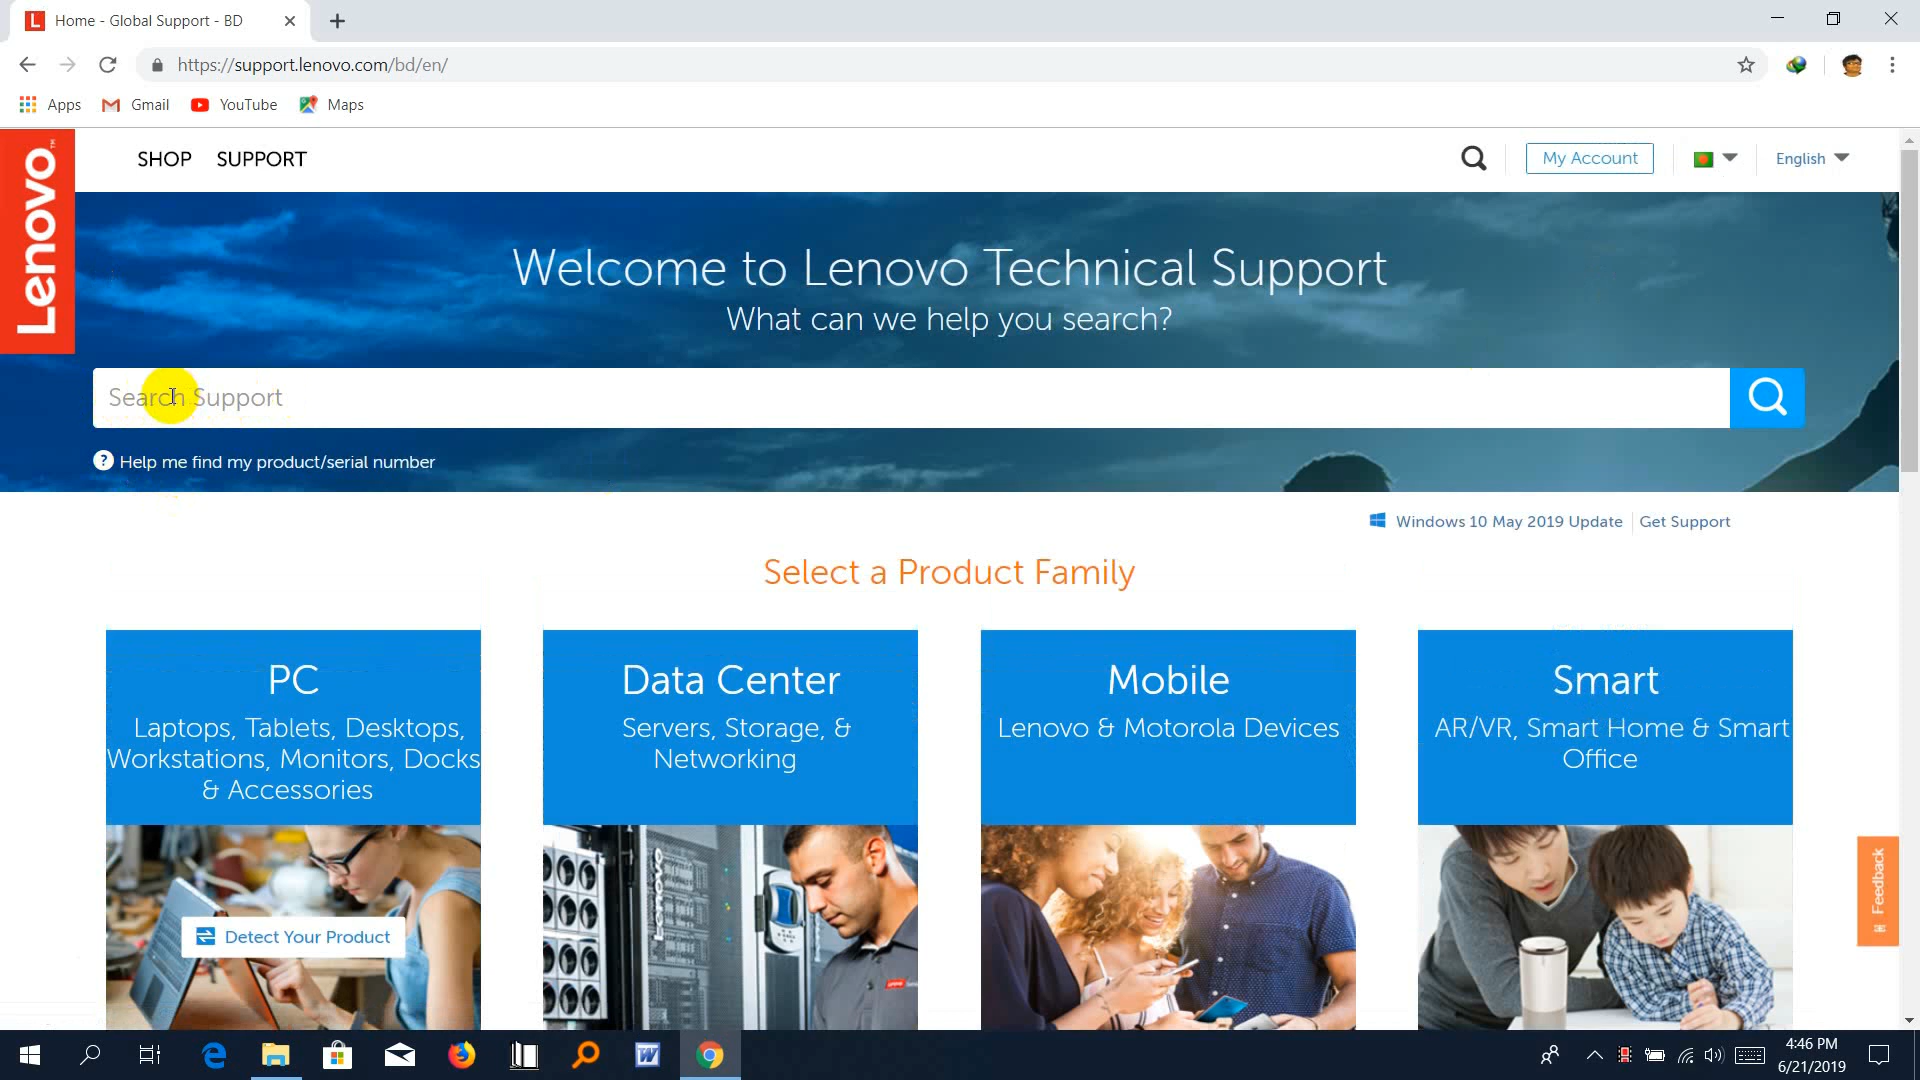 Home - Global Support - BD
https://support.lenovo.com/bd/en/
Apps
Gmail
YouTube
Maps
Lenovo™
SHOP
SUPPORT
My Account
English
Welcome to Lenovo Technical Support
What can we help you search?
Search Support
? Help me find my product/serial number
Windows 10 May 2019 Update
Get Support
Select a Product Family
PC
Laptops, Tablets, Desktops,
Workstations, Monitors, Docks
& Accessories
Data Center
Servers, Storage, &
Networking
Mobile
Lenovo & Motorola Devices
Smart
AR/VR, Smart Home & Smart
Office
Detect Your Product
Lenovo
Feedback
4:46 PM
6/21/2019